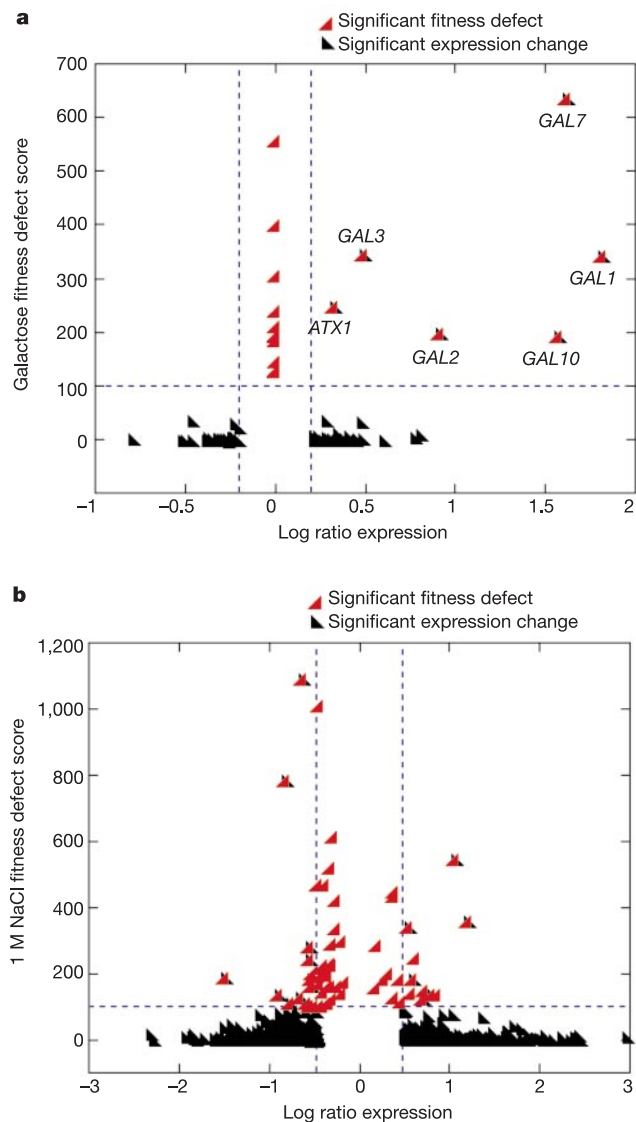 a
Significant fitness defect
Significant expression change
Galactose fitness defect score
700
600
500
400
300
200
100
0
GAL7
GAL3
GAL1
ATX1
GAL2
GAL10
−1
−0.5
0
0.5
1
1.5
2
Log ratio expression
b
Significant fitness defect
Significant expression change
1 M NaCl fitness defect score
1,200
1,000
800
600
400
200
0
−3
−2
−1
0
1
2
3
Log ratio expression